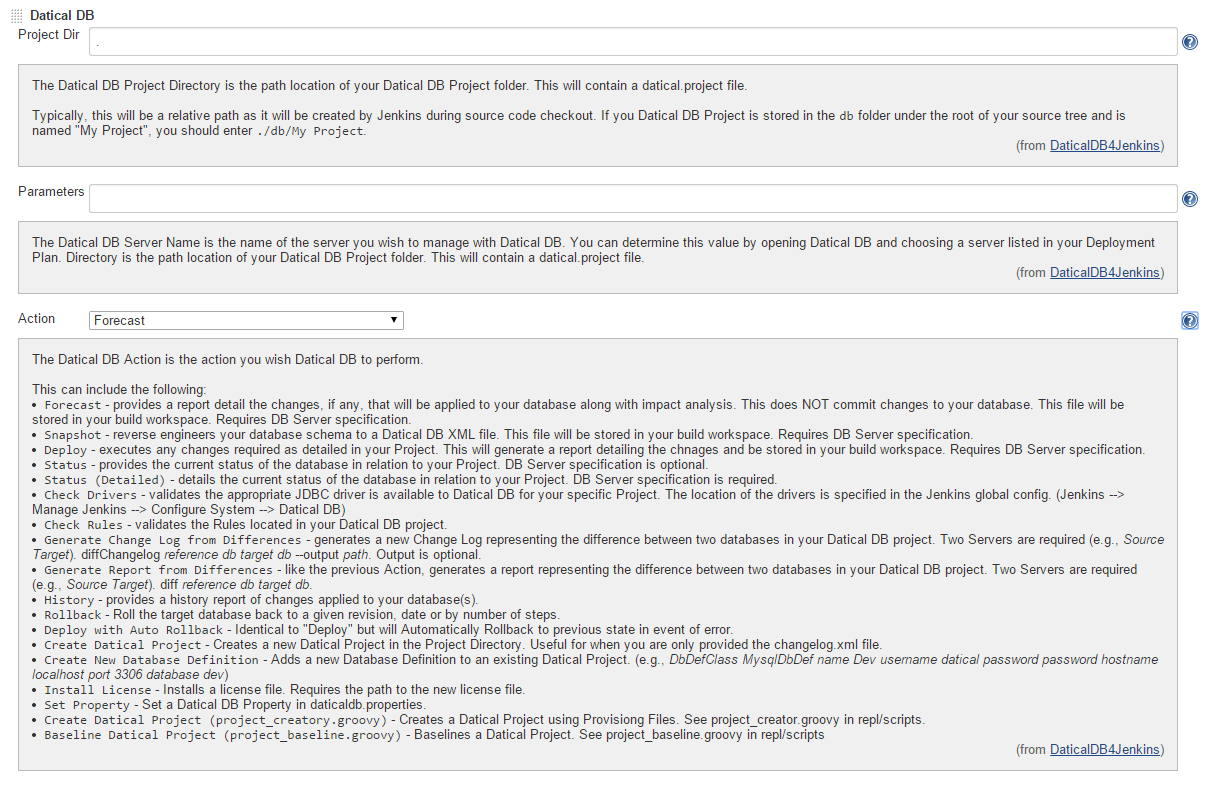 Datical DB
Project Dir
.
The Datical DB Project Directory is the path location of your Datical DB Project folder. This will contain a datical.project file.
Typically, this will be a relative path as it will be created by Jenkins during source code checkout. If you Datical DB Project is stored in the db folder under the root of your source tree and is
named "My Project", you should enter ./db/My Project.
(from DaticalDB4Jenkins)
Parameters
The Datical DB Server Name is the name of the server you wish to manage with Datical DB. You can determine this value by opening Datical DB and choosing a server listed in your Deployment
Plan. Directory is the path location of your Datical DB Project folder. This will contain a datical.project file.
(from DaticalDB4Jenkins)
Action
Forecast
The Datical DB Action is the action you wish Datical DB to perform.
This can include the following:
• Forecast - provides a report detail the changes, if any, that will be applied to your database along with impact analysis. This does NOT commit changes to your database. This file will be
stored in your build workspace. Requires DB Server specification.
• Snapshot - reverse engineers your database schema to a Datical DB XML file. This file will be stored in your build workspace. Requires DB Server specification.
• Deploy - executes any changes required as detailed in your Project. This will generate a report detailing the chnages and be stored in your build workspace. Requires DB Server specification.
• Status - provides the current status of the database in relation to your Project. DB Server specification is optional.
• Status (Detailed) - details the current status of the database in relation to your Project. DB Server specification is required.
• Check Drivers - validates the appropriate JDBC driver is available to Datical DB for your specific Project. The location of the drivers is specified in the Jenkins global config. (Jenkins -->
Manage Jenkins --> Configure System --> Datical DB)
• Check Rules - validates the Rules located in your Datical DB project.
• Generate Change Log from Differences - generates a new Change Log representing the difference between two databases in your Datical DB project. Two Servers are required (e.g., Source
Target). diffChangelog reference db target db --output path. Output is optional.
• Generate Report from Differences - like the previous Action, generates a report representing the difference between two databases in your Datical DB project. Two Servers are required
(e.g., Source Target). diff reference db target db.
• History - provides a history report of changes applied to your database(s).
• Rollback - Roll the target database back to a given revision, date or by number of steps.
• Deploy with Auto Rollback - Identical to "Deploy" but will Automatically Rollback to previous state in event of error.
• Create Datical Project - Creates a new Datical Project in the Project Directory. Useful for when you are only provided the changelog.xml file.
• Create New Database Definition - Adds a new Database Definition to an existing Datical Project. (e.g., DbDefClass MysqlDbDef name Dev username datical password password hostname
localhost port 3306 database dev)
• Install License - Installs a license file. Requires the path to the new license file.
• Set Property - Set a Datical DB Property in daticaldb.properties.
• Create Datical Project (project_creatory.groovy) - Creates a Datical Project using Provisiong Files. See project_creator.groovy in repl/scripts.
• Baseline Datical Project (project_baseline.groovy) - Baselines a Datical Project. See project_baseline.groovy in repl/scripts
(from DaticalDB4Jenkins)